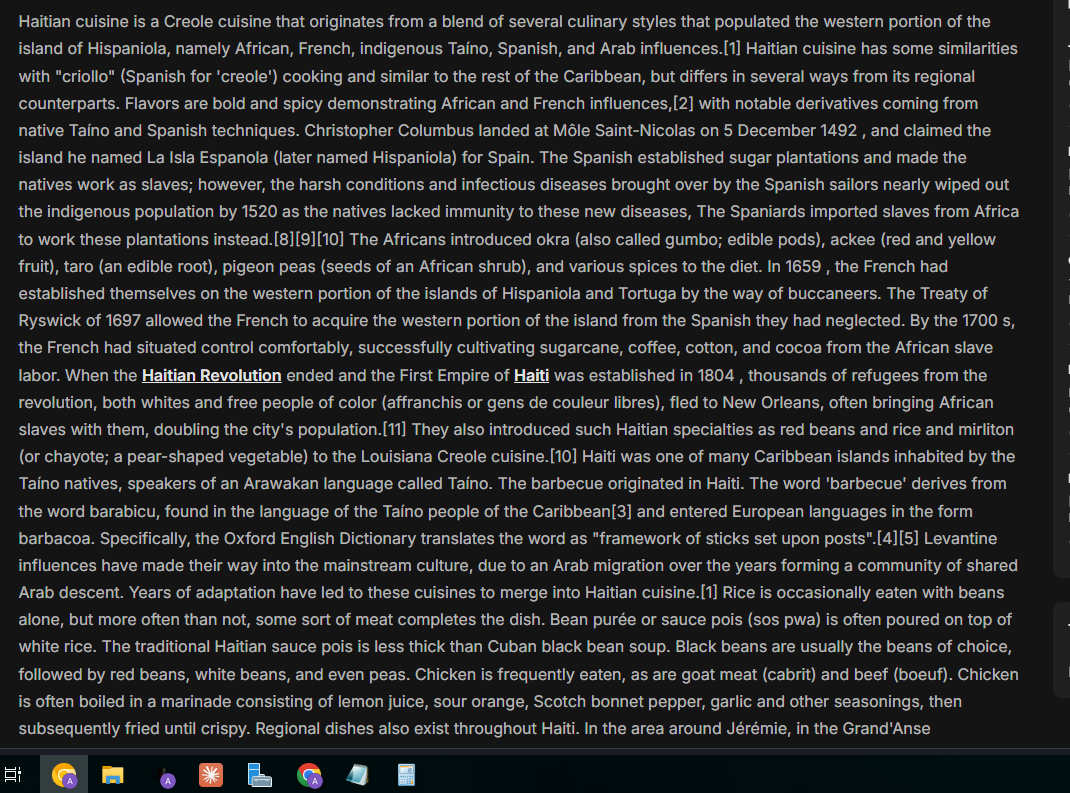 Haitian cuisine is a Creole cuisine that originates from a blend of several culinary styles that populated the western portion of the
island of Hispaniola, namely African, French, indigenous Taíno, Spanish, and Arab influences.[1] Haitian cuisine has some similarities
with "criollo" (Spanish for 'creole') cooking and similar to the rest of the Caribbean, but differs in several ways from its regional
counterparts. Flavors are bold and spicy demonstrating African and French influences,[2] with notable derivatives coming from
native Taíno and Spanish techniques. Christopher Columbus landed at Môle Saint-Nicolas on 5 December 1492 , and claimed the
island he named La Isla Espanola (later named Hispaniola) for Spain. The Spanish established sugar plantations and made the
natives work as slaves; however, the harsh conditions and infectious diseases brought over by the Spanish sailors nearly wiped out
the indigenous population by 1520 as the natives lacked immunity to these new diseases, The Spaniards imported slaves from Africa
to work these plantations instead.[8][9][10] The Africans introduced okra (also called gumbo; edible pods), ackee (red and yellow
fruit), taro (an edible root), pigeon peas (seeds of an African shrub), and various spices to the diet. In 1659 , the French had
established themselves on the western portion of the islands of Hispaniola and Tortuga by the way of buccaneers. The Treaty of
Ryswick of 1697 allowed the French to acquire the western portion of the island from the Spanish they had neglected. By the 1700 s,
the French had situated control comfortably, successfully cultivating sugarcane, coffee, cotton, and cocoa from the African slave
labor. When the Haitian Revolution ended and the First Empire of Haiti was established in 1804 , thousands of refugees from the
revolution, both whites and free people of color (affranchis or gens de couleur libres), fled to New Orleans, often bringing African
slaves with them, doubling the city's population.[11] They also introduced such Haitian specialties as red beans and rice and mirliton
(or chayote; a pear-shaped vegetable) to the Louisiana Creole cuisine.[10] Haiti was one of many Caribbean islands inhabited by the
Taíno natives, speakers of an Arawakan language called Taíno. The barbecue originated in Haiti. The word 'barbecue' derives from
the word barabicu, found in the language of the Taíno people of the Caribbean[3] and entered European languages in the form
barbacoa. Specifically, the Oxford English Dictionary translates the word as "framework of sticks set upon posts".[4][5] Levantine
influences have made their way into the mainstream culture, due to an Arab migration over the years forming a community of shared
Arab descent. Years of adaptation have led to these cuisines to merge into Haitian cuisine.[1] Rice is occasionally eaten with beans
alone, but more often than not, some sort of meat completes the dish. Bean purée or sauce pois (sos pwa) is often poured on top of
white rice. The traditional Haitian sauce pois is less thick than Cuban black bean soup. Black beans are usually the beans of choice,
followed by red beans, white beans, and even peas. Chicken is frequently eaten, as are goat meat (cabrit) and beef (boeuf). Chicken
is often boiled in a marinade consisting of lemon juice, sour orange, Scotch bonnet pepper, garlic and other seasonings, then
subsequently fried until crispy. Regional dishes also exist throughout Haiti. In the area around Jérémie, in the Grand'Anse
A A A